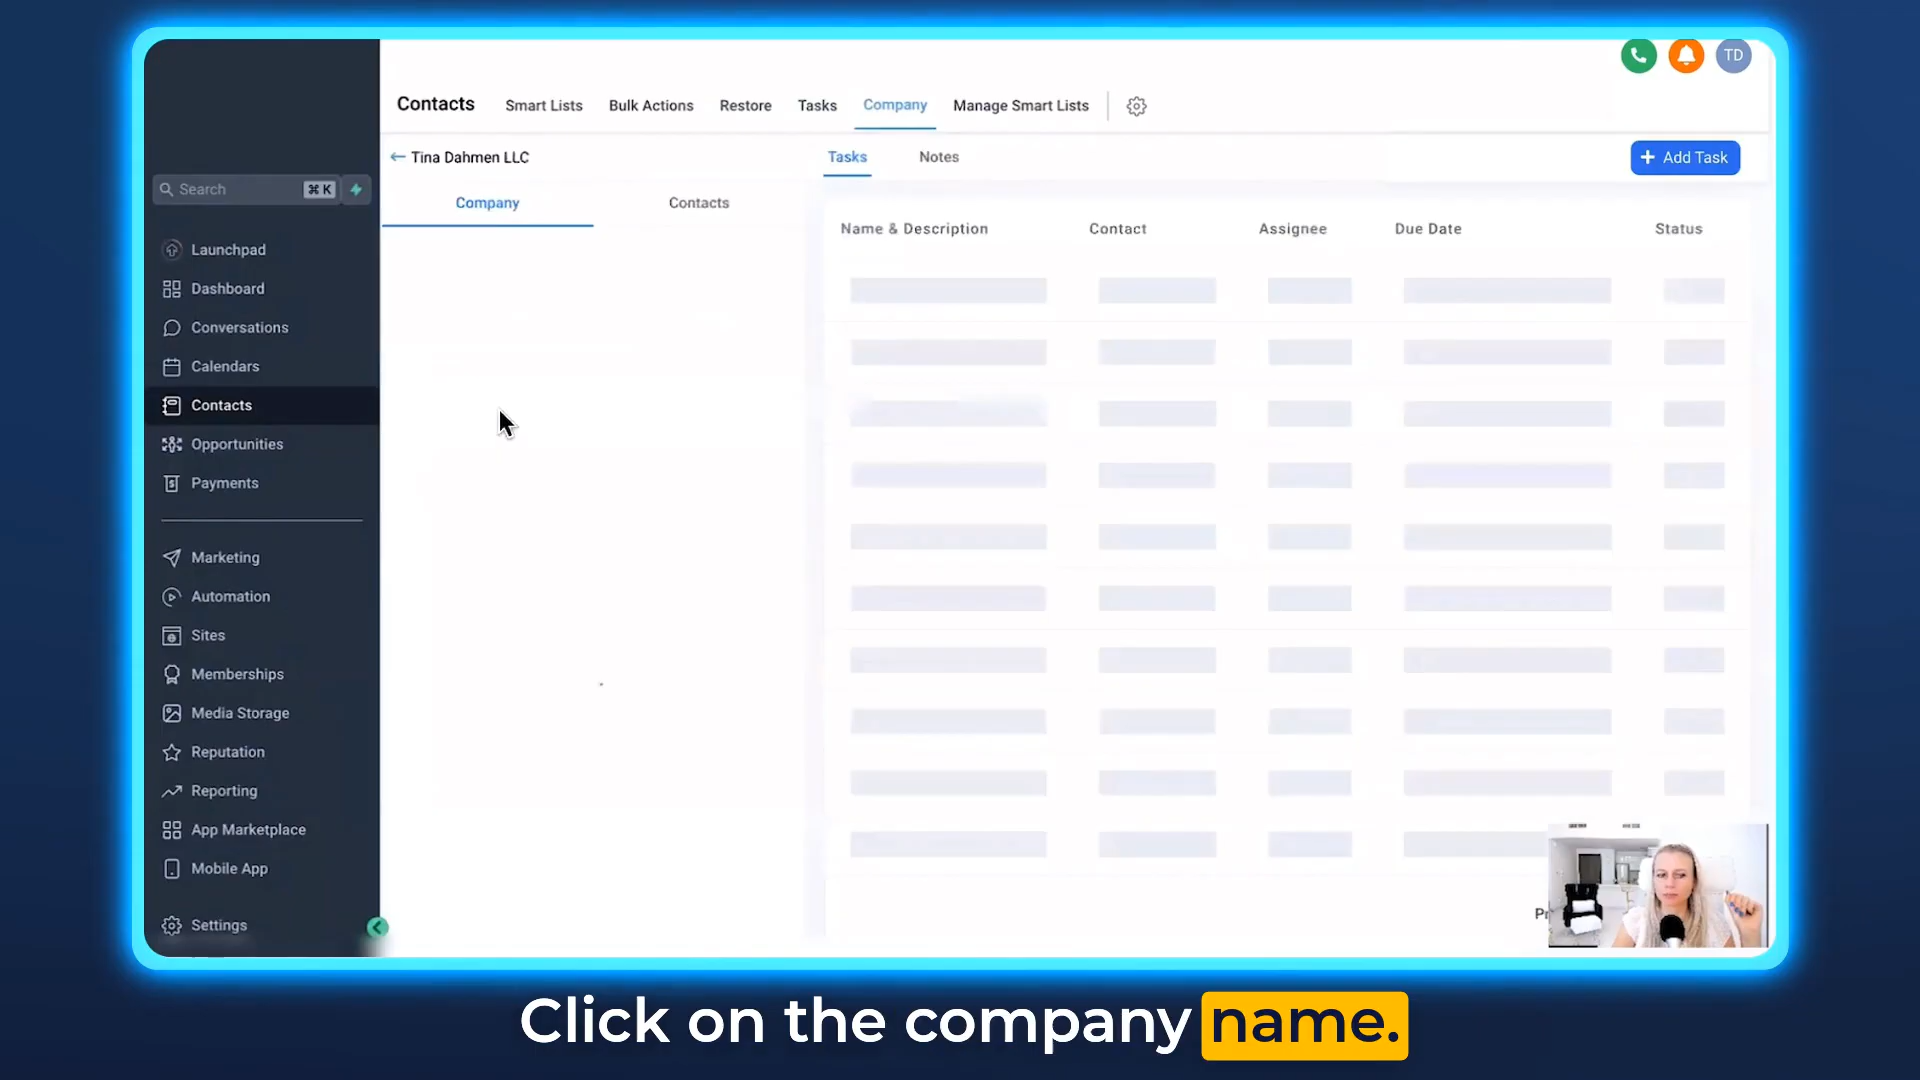 TD
Contacts
Smart Lists
Bulk Actions
Restore
Tasks
Company
Manage Smart Lists
← Tina Dahmen LLC
Tasks
Notes
+ Add Task
Search
⌘ K
Company
Contacts
Name & Description
Contact
Assignee
Due Date
Status
Launchpad
Dashboard
Conversations
Calendars
Contacts
Opportunities
Payments
Marketing
Automation
Sites
Memberships
Media Storage
Reputation
Reporting
App Marketplace
Mobile App
Settings
Click on the company name.